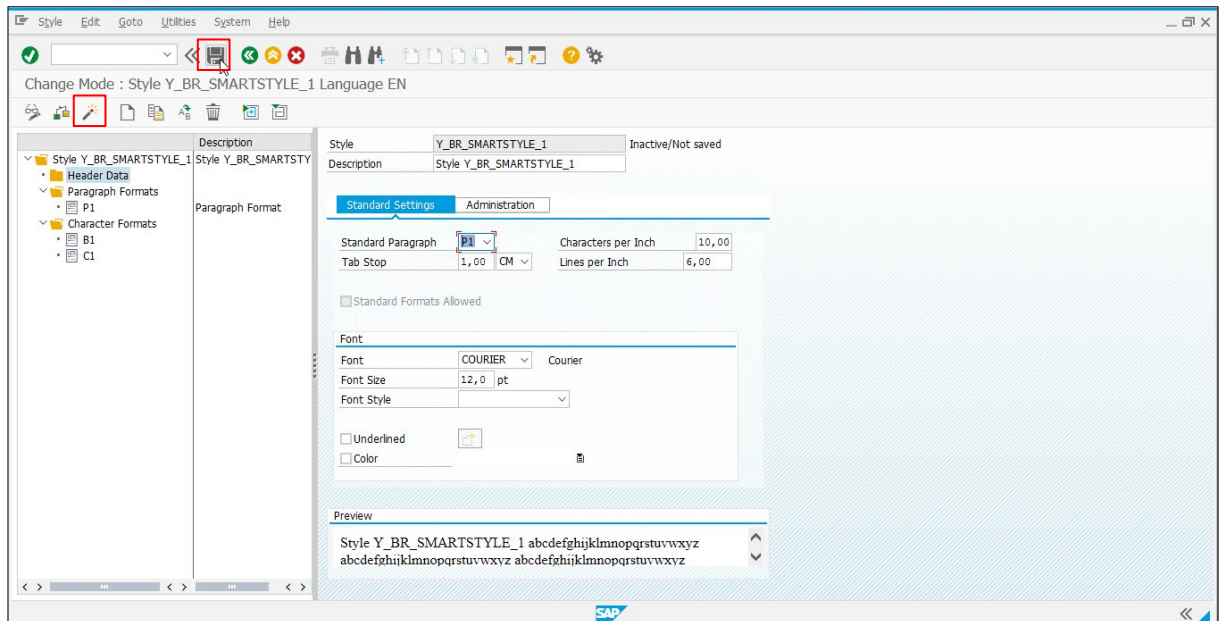 Style Edit Goto Utilities System Help
Change Mode : Style Y_BR_SMARTSTYLE_1 Language EN
Description
Style Y_BR_SMARTSTYLE_1 Style Y_BR_SMARTSTY
Header Data
Paragraph Formats
P1 Paragraph Format
Character Formats
B1
C1
Style Y_BR_SMARTSTYLE_1 Inactive/Not saved
Description Style Y_BR_SMARTSTYLE_1
Standard Settings Administration
Standard Paragraph P1 Characters per Inch 10,00
Tab Stop 1,00 CM Lines per Inch 6,00
Standard Formats Allowed
Font
Font COURIER Courier
Font Size 12,0 pt
Font Style
Underlined
Color
Preview
Style Y_BR_SMARTSTYLE_1 abcdefghijklmnopqrstuvwxyz
abcdefghijklmnopqrstuvwxyz abcdefghijklmnopqrstuvwxyz
SAP